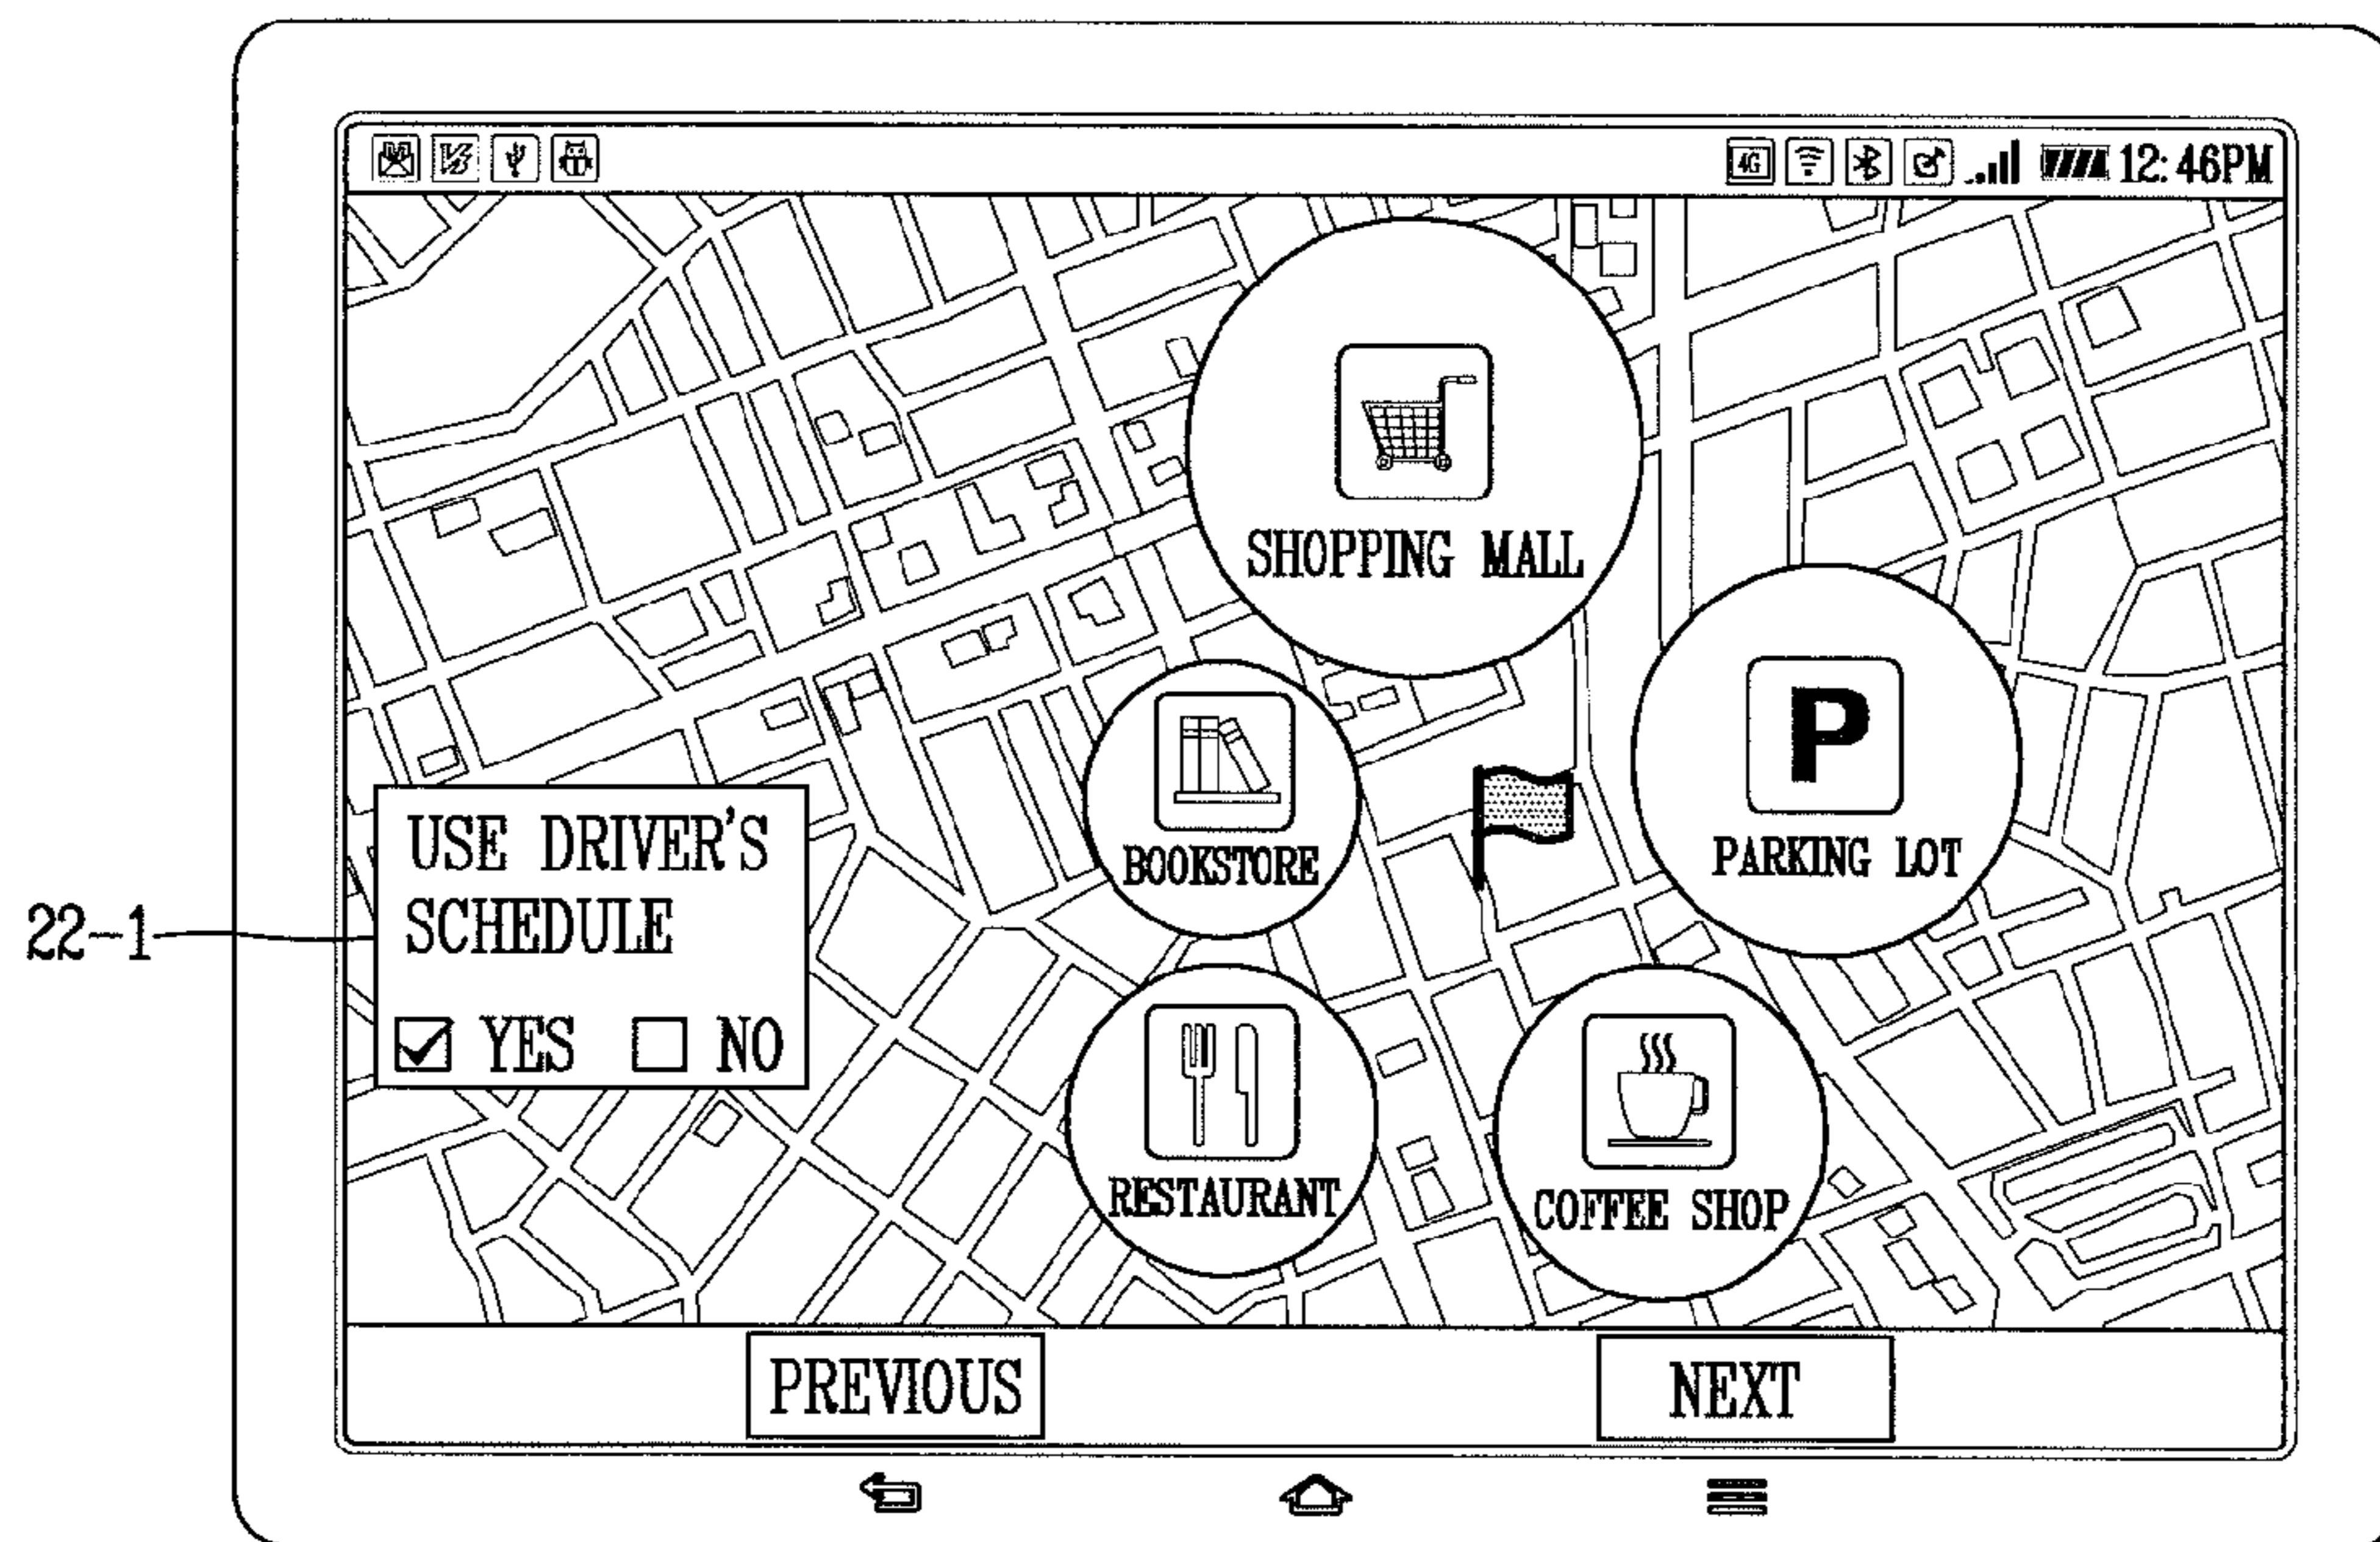 4G 12:46PM
SHOPPING MALL
P
PARKING LOT
BOOKSTORE
USE DRIVER'S
SCHEDULE
YES NO
22-1
RESTAURANT
COFFEE SHOP
PREVIOUS NEXT